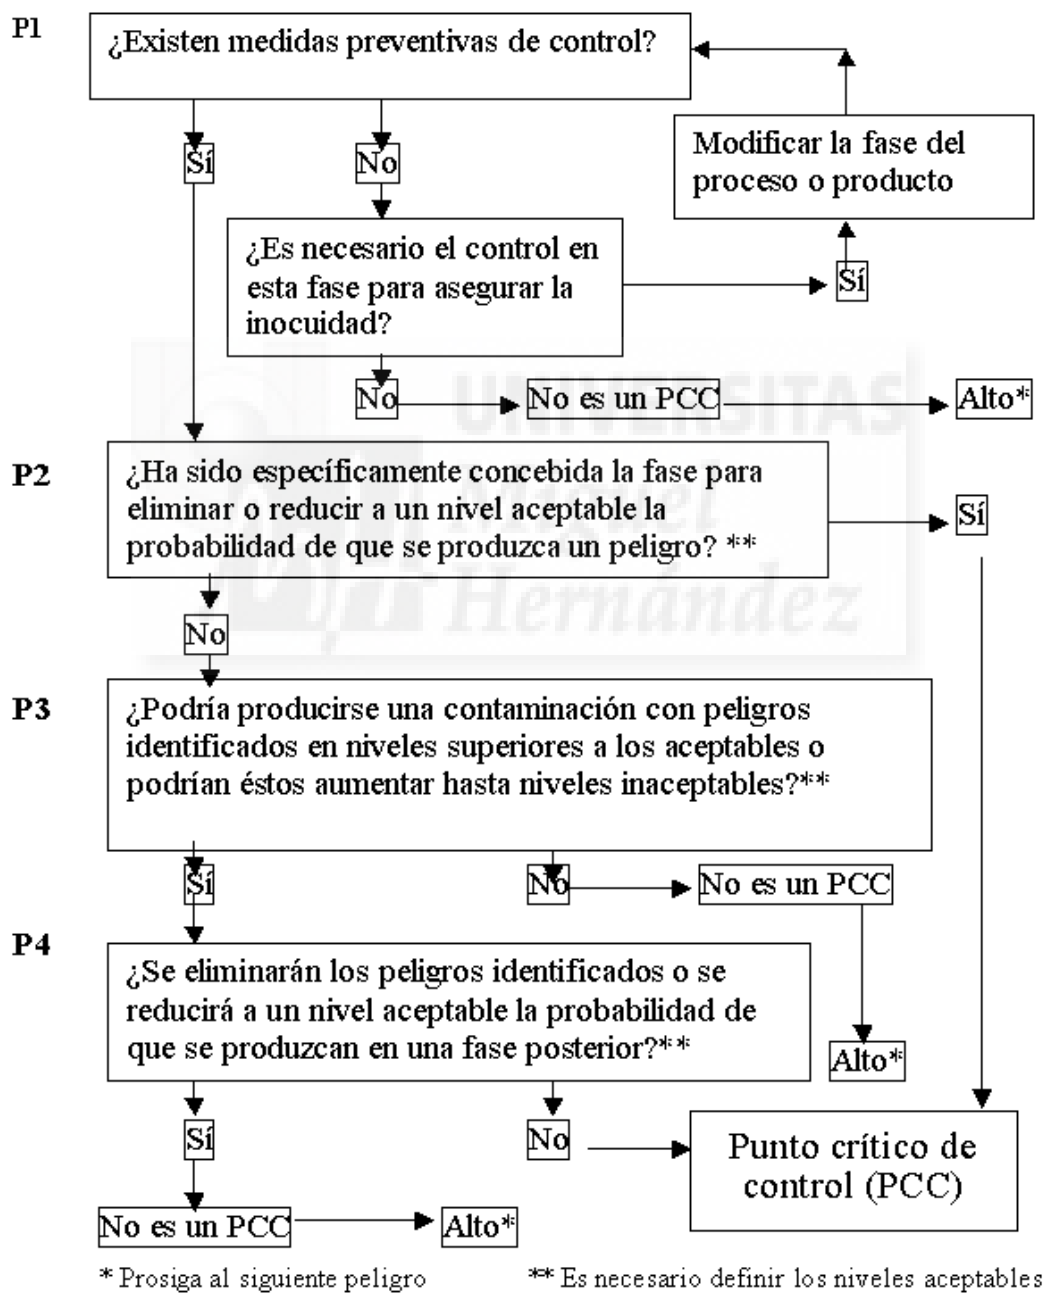 P1
¿Existen medidas preventivas de control?
Sí
No
Modificar la fase del
proceso o producto
¿Es necesario el control en
esta fase para asegurar la
inocuidad?
Sí
No
No es un PCC
Alto*
UNIVERSITAS
Miguel
Hernández
P2
¿Ha sido específicamente concebida la fase para
eliminar o reducir a un nivel aceptable la
probabilidad de que se produzca un peligro? **
Sí
No
P3
¿Podría producirse una contaminación con peligros
identificados en niveles superiores a los aceptables o
podrían éstos aumentar hasta niveles inaceptables?**
Sí
No
No es un PCC
Alto*
P4
¿Se eliminarán los peligros identificados o se
reducirá a un nivel aceptable la probabilidad de
que se produzcan en una fase posterior?**
Sí
No
Punto crítico de
control (PCC)
No es un PCC
Alto*
* Prosiga al siguiente peligro
** Es necesario definir los niveles aceptables